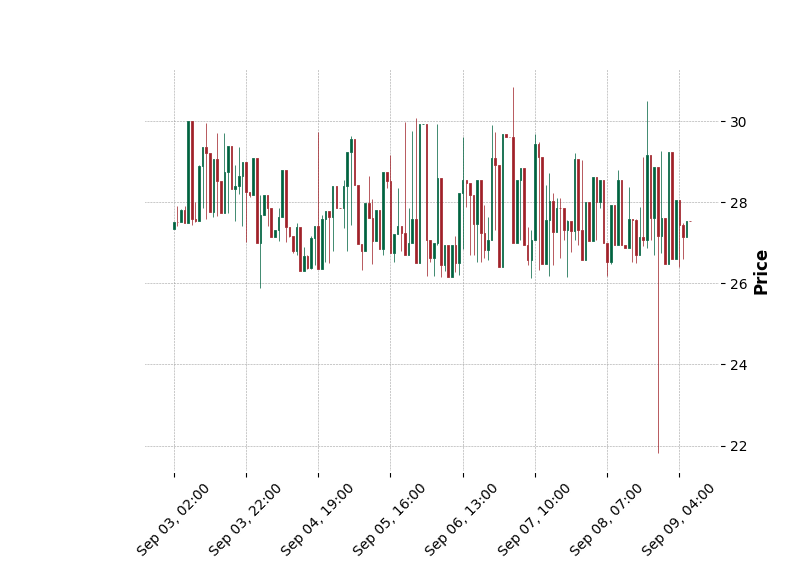 30
28
26
24
22
Price
Sep 03, 02:00
Sep 03, 22:00
Sep 04, 19:00
Sep 05, 16:00
Sep 06, 13:00
Sep 07, 10:00
Sep 08, 07:00
Sep 09, 04:00